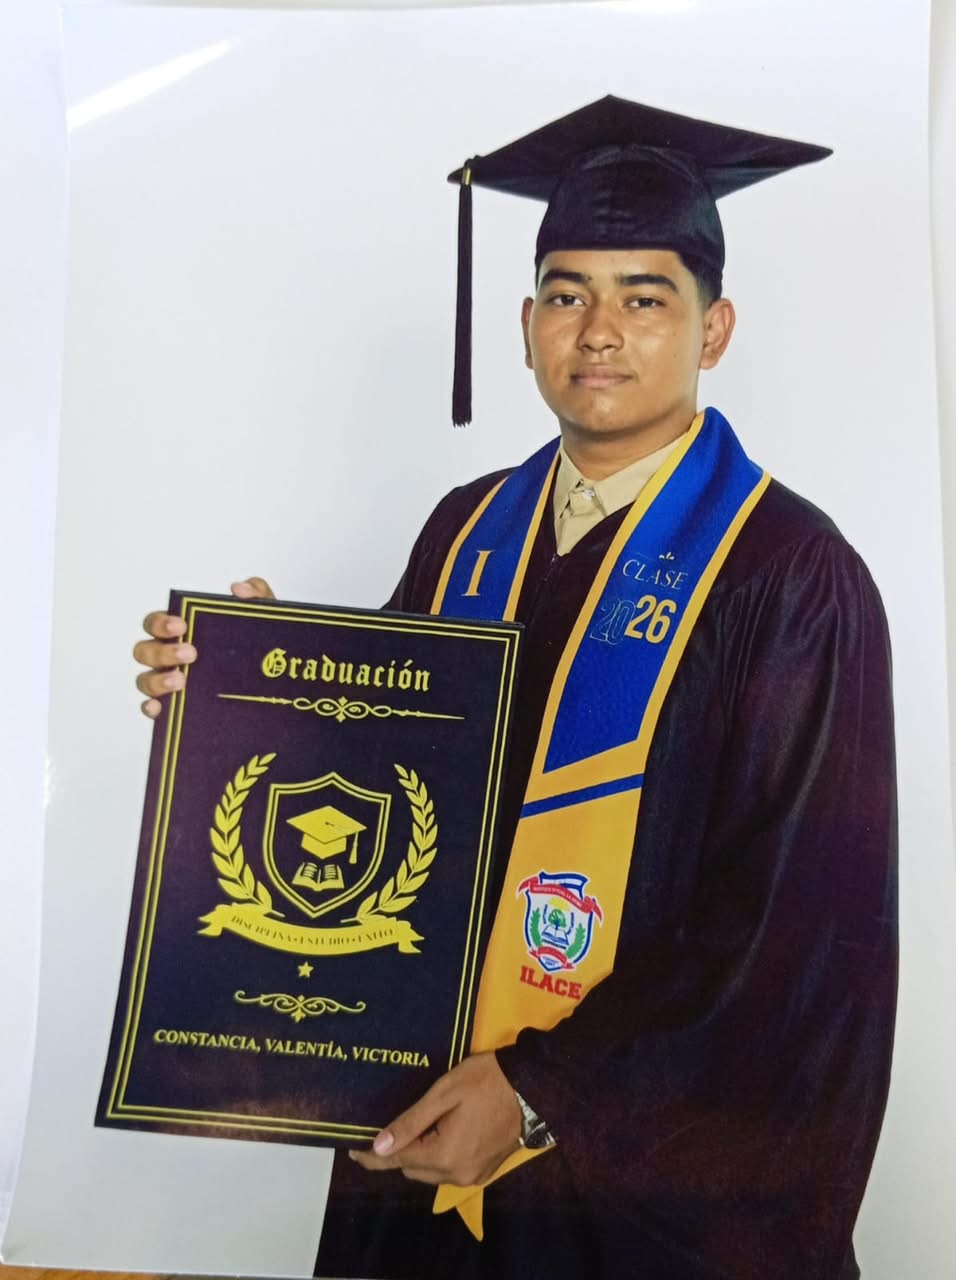 I
CLASE
2026
Graduación
DISCIPLINA • ESTUDIO • ÉXITO
CONSTANCIA, VALENTÍA, VICTORIA
ILACE